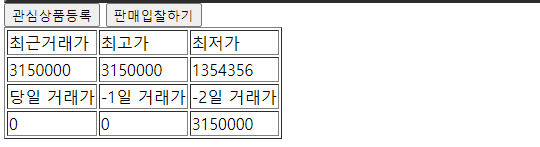 관심상품등록 판매입찰하기
최근거래가 최고가 최저가
3150000 3150000 1354356
당일 거래가 -1일 거래가 -2일 거래가
0 0 3150000